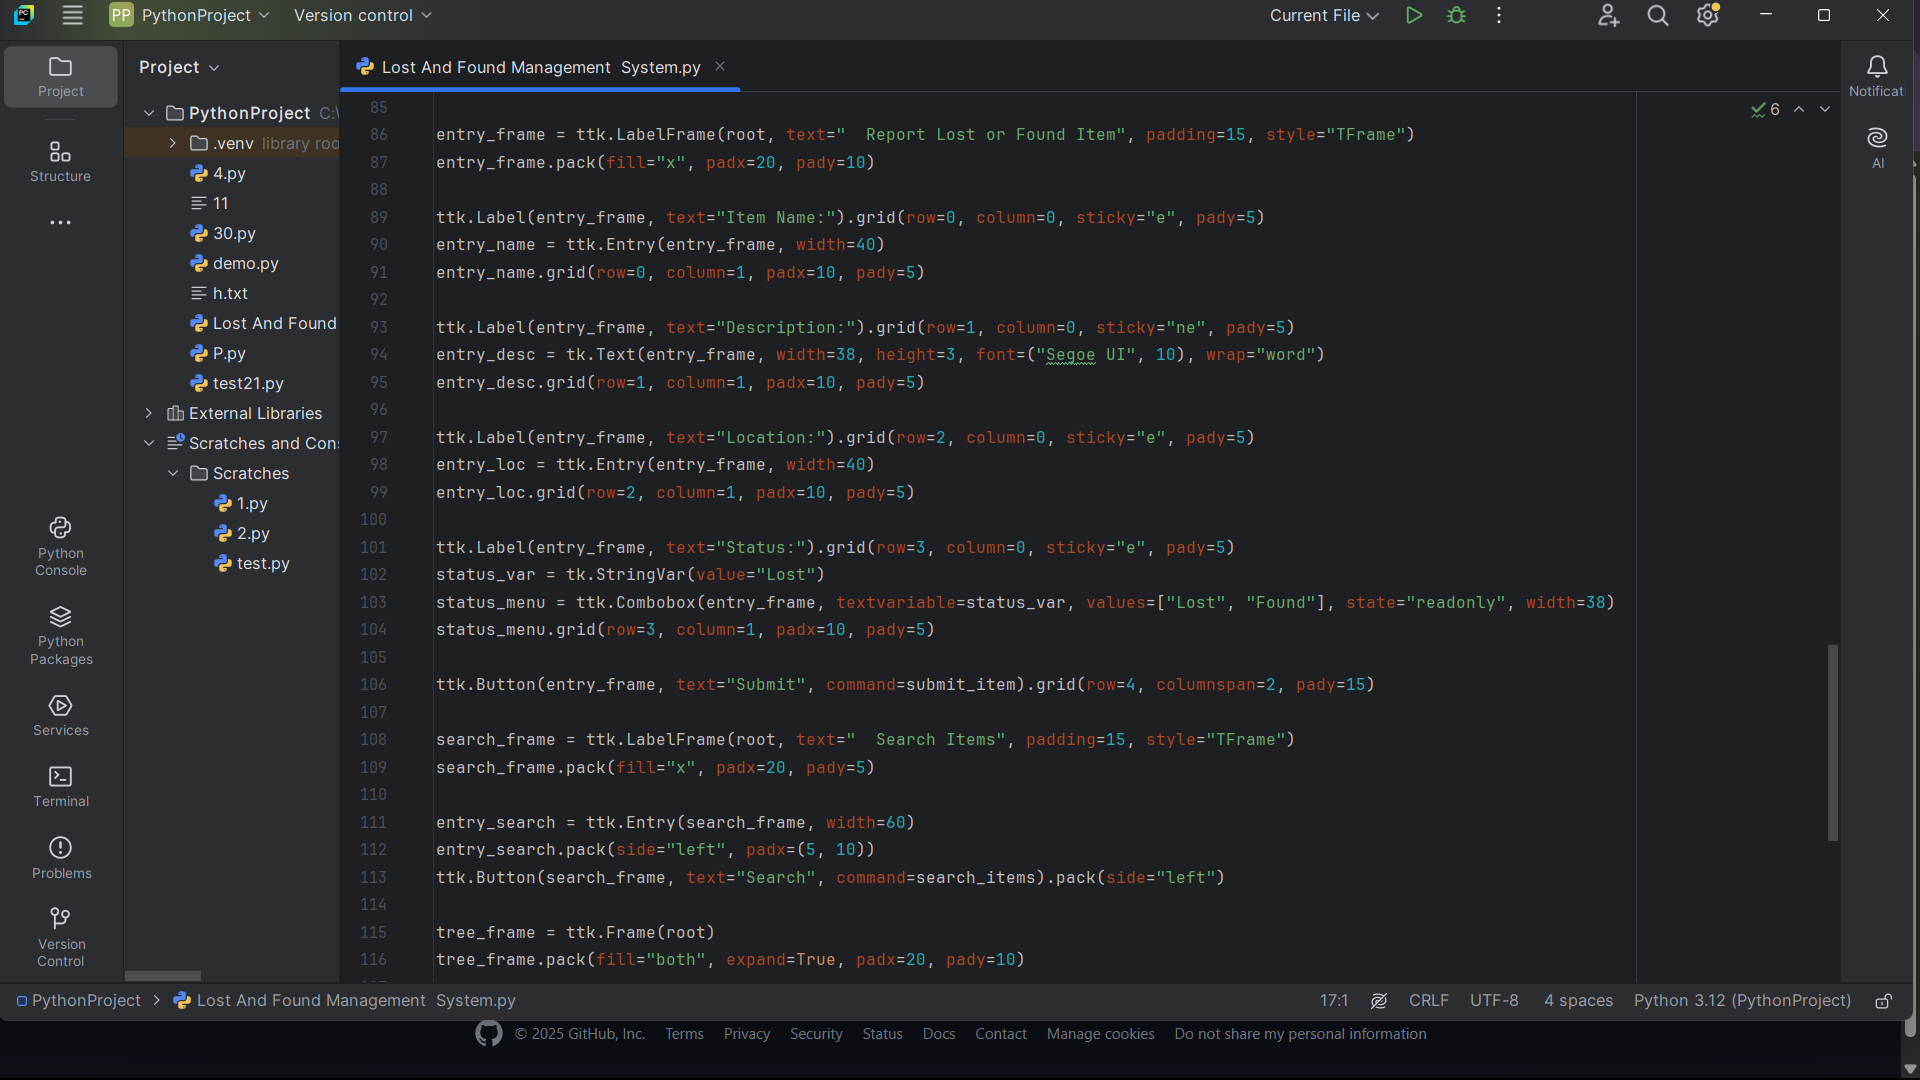 PC
PP PythonProject
Version control
Current File
Project
Structure
Python
Console
Python
Packages
Services
Terminal
Problems
Version
Control
Project
PythonProject C:\
.venv library roo
4.py
11
30.py
demo.py
h.txt
Lost And Found
P.py
test21.py
External Libraries
Scratches and Con
Scratches
1.py
2.py
test.py
Lost And Found Management  System.py
6
85
86 entry_frame = ttk.LabelFrame(root, text="  Report Lost or Found Item", padding=15, style="TFrame")
87 entry_frame.pack(fill="x", padx=20, pady=10)
88
89 ttk.Label(entry_frame, text="Item Name:").grid(row=0, column=0, sticky="e", pady=5)
90 entry_name = ttk.Entry(entry_frame, width=40)
91 entry_name.grid(row=0, column=1, padx=10, pady=5)
92
93 ttk.Label(entry_frame, text="Description:").grid(row=1, column=0, sticky="ne", pady=5)
94 entry_desc = tk.Text(entry_frame, width=38, height=3, font=("Segoe UI", 10), wrap="word")
95 entry_desc.grid(row=1, column=1, padx=10, pady=5)
96
97 ttk.Label(entry_frame, text="Location:").grid(row=2, column=0, sticky="e", pady=5)
98 entry_loc = ttk.Entry(entry_frame, width=40)
99 entry_loc.grid(row=2, column=1, padx=10, pady=5)
100
101 ttk.Label(entry_frame, text="Status:").grid(row=3, column=0, sticky="e", pady=5)
102 status_var = tk.StringVar(value="Lost")
103 status_menu = ttk.Combobox(entry_frame, textvariable=status_var, values=["Lost", "Found"], state="readonly", width=38)
104 status_menu.grid(row=3, column=1, padx=10, pady=5)
105
106 ttk.Button(entry_frame, text="Submit", command=submit_item).grid(row=4, columnspan=2, pady=15)
107
108 search_frame = ttk.LabelFrame(root, text="  Search Items", padding=15, style="TFrame")
109 search_frame.pack(fill="x", padx=20, pady=5)
110
111 entry_search = ttk.Entry(search_frame, width=60)
112 entry_search.pack(side="left", padx=(5, 10))
113 ttk.Button(search_frame, text="Search", command=search_items).pack(side="left")
114
115 tree_frame = ttk.Frame(root)
116 tree_frame.pack(fill="both", expand=True, padx=20, pady=10)
Notificat
AI
PythonProject > Lost And Found Management  System.py
17:1 CRLF UTF-8 4 spaces Python 3.12 (PythonProject)
© 2025 GitHub, Inc. Terms Privacy Security Status Docs Contact Manage cookies Do not share my personal information